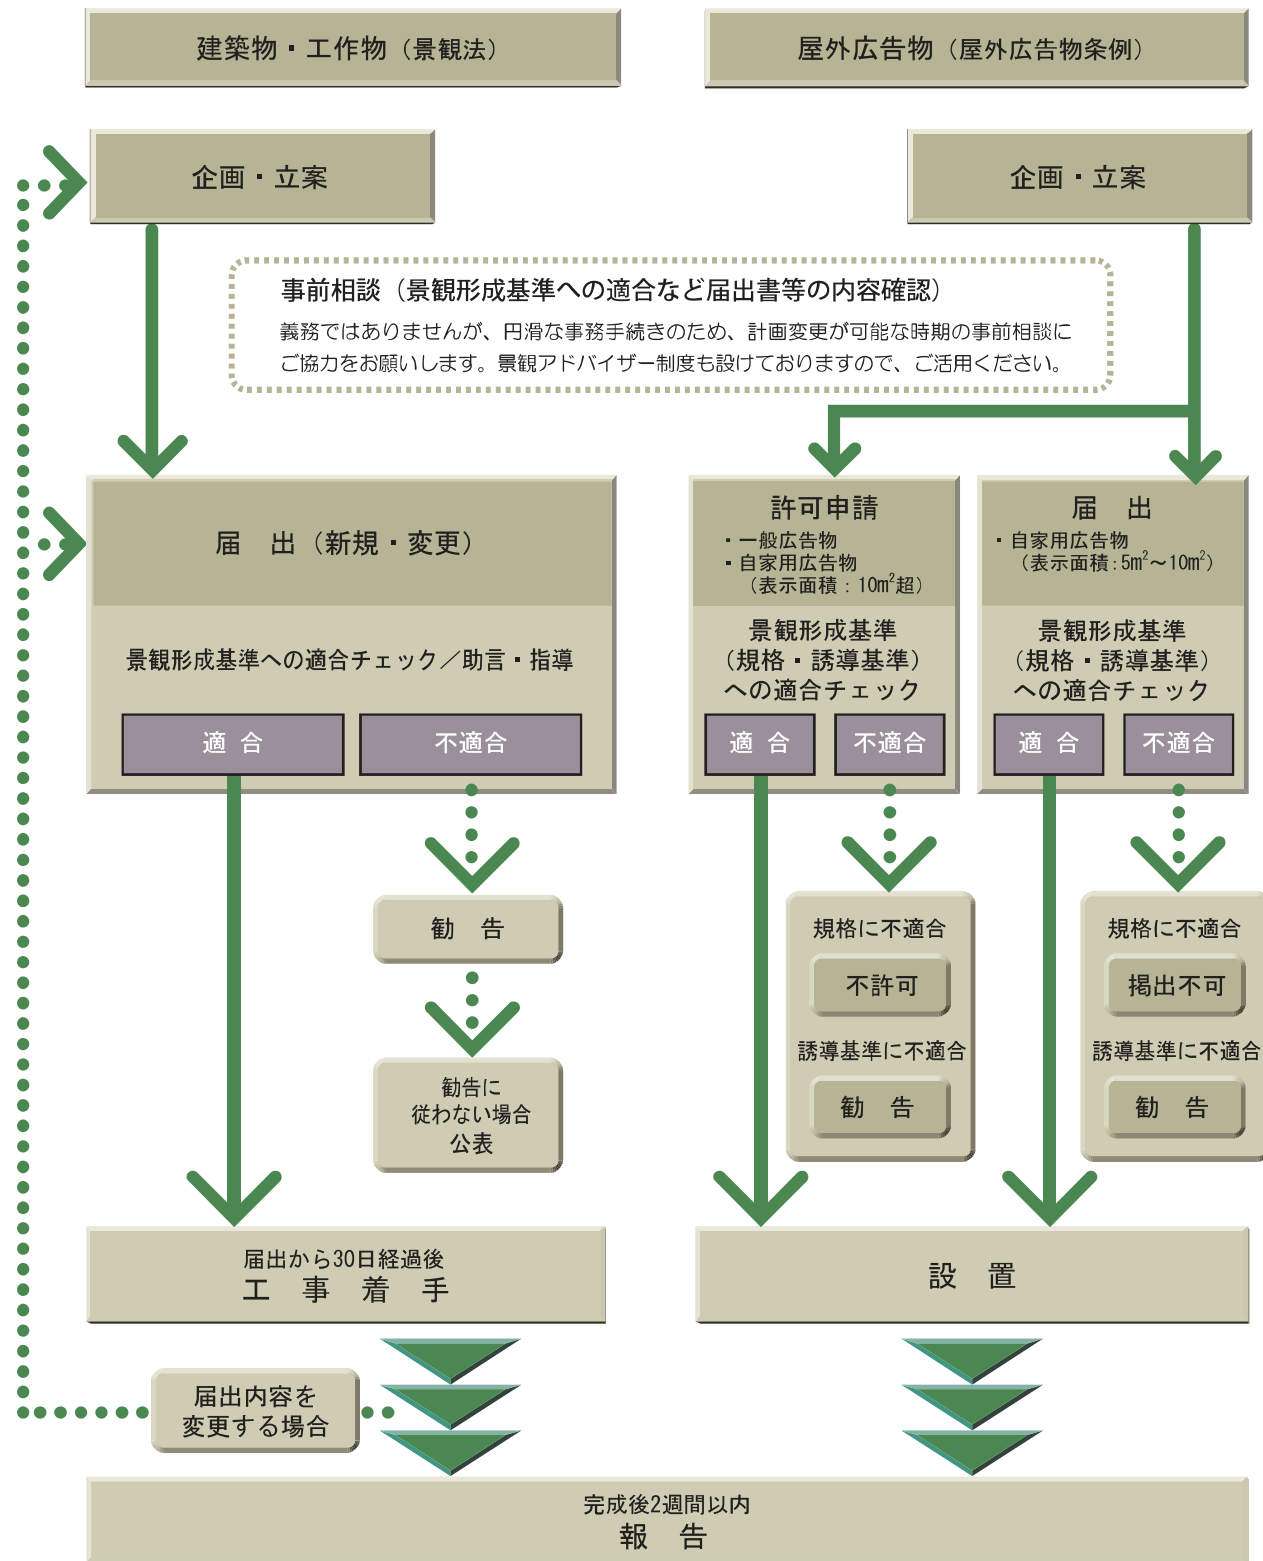 建築物・工作物（景観法）
屋外広告物（屋外広告物条例）
企画・立案
企画・立案
事前相談（景観形成基準への適合など届出書等の内容確認）
義務ではありませんが、円滑な事務手続きのため、計画変更が可能な時期の事前相談に
ご協力をお願いします。景観アドバイザー制度も設けておりますので、ご活用ください。
届　出（新規・変更）
景観形成基準への適合チェック／助言・指導
適 合
不適合
許可申請
・一般広告物
・自家用広告物
（表示面積：10m²超）
景観形成基準
（規格・誘導基準）
への適合チェック
適 合
不適合
届　出
・自家用広告物
（表示面積：5m²～10m²）
景観形成基準
（規格・誘導基準）
への適合チェック
適 合
不適合
勧　告
勧告に
従わない場合
公表
規格に不適合
不許可
誘導基準に不適合
勧　告
規格に不適合
掲出不可
誘導基準に不適合
勧　告
届出から30日経過後
工　事　着　手
設　置
届出内容を
変更する場合
完成後2週間以内
報　告